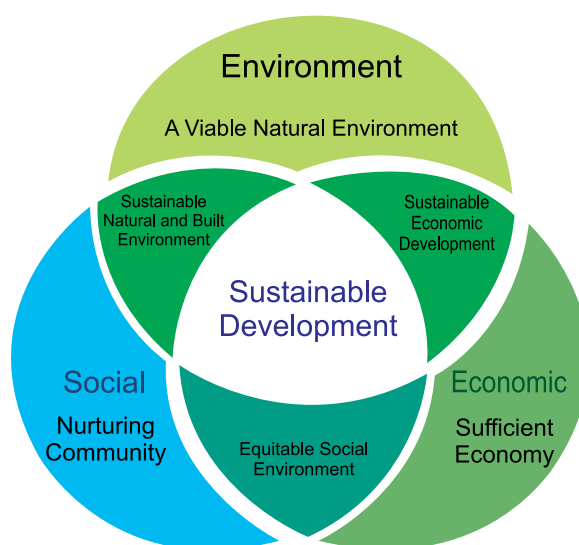 Environment
A Viable Natural Environment
Sustainable
Natural and Built
Environment
Sustainable
Economic
Development
Sustainable
Development
Social
Nurturing
Community
Economic
Sufficient
Economy
Equitable Social
Environment